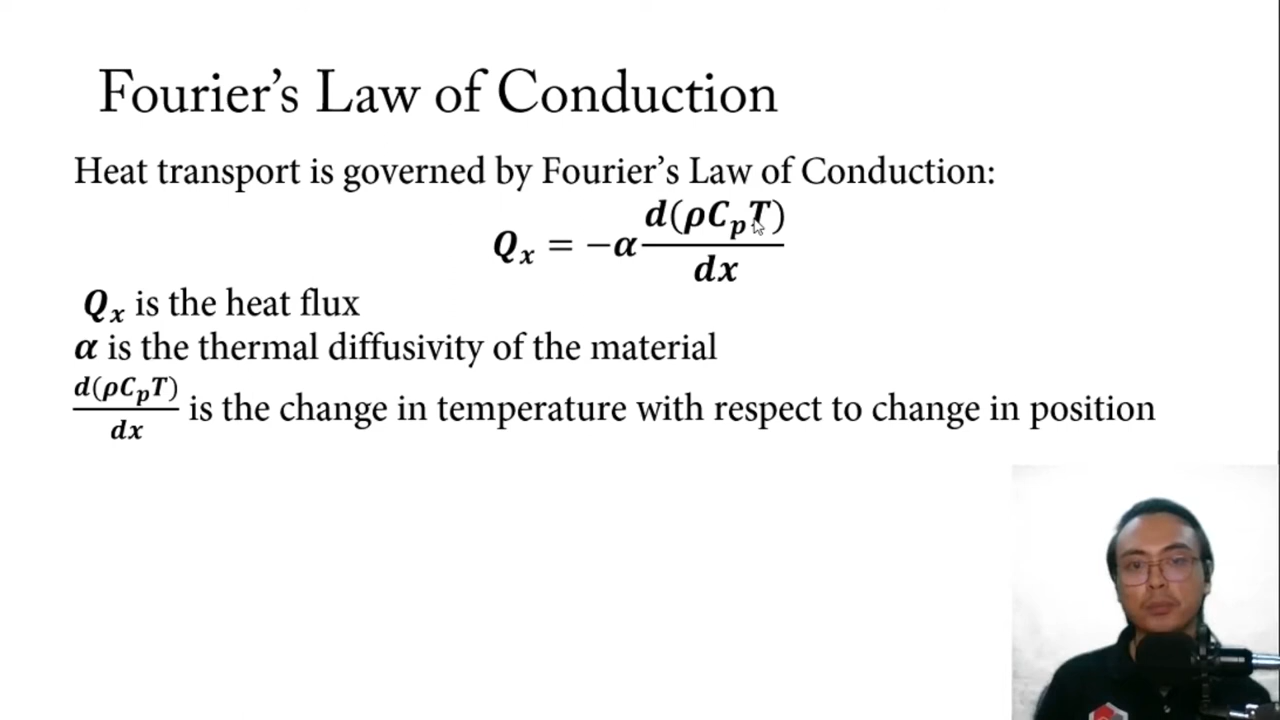 Fourier’s Law of Conduction
Heat transport is governed by Fourier’s Law of Conduction:
Qₓ = −α d(ρCₚT)/dx
Qₓ is the heat flux
α is the thermal diffusivity of the material
d(ρCₚT)/dx is the change in temperature with respect to change in position